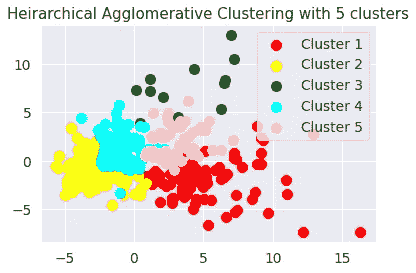 Heirarchical Agglomerative Clustering with 5 clusters
Cluster 1
Cluster 2
Cluster 3
Cluster 4
Cluster 5
10
5
0
−5
−5 0 5 10 15